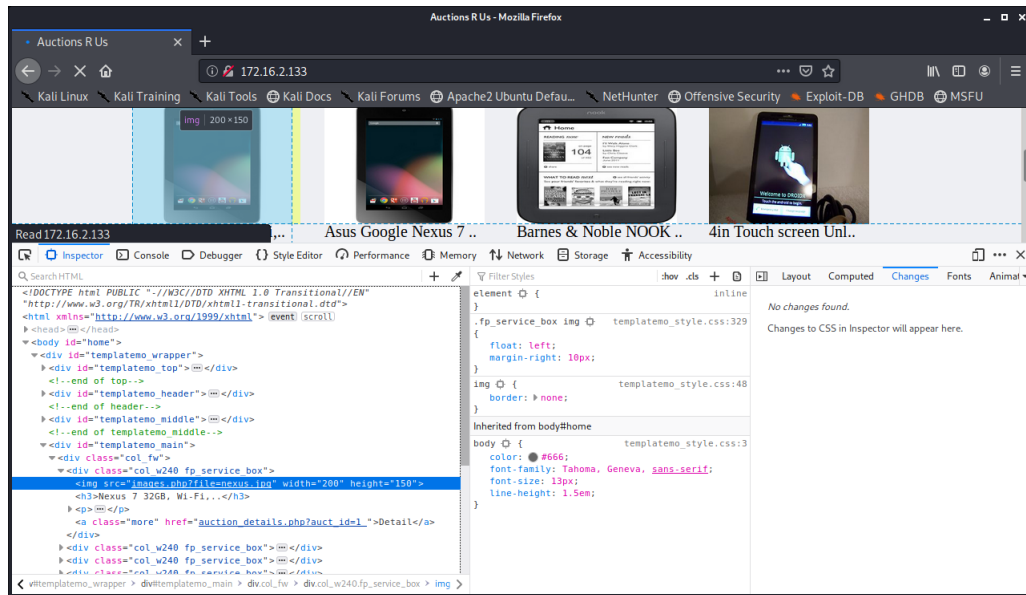 Auctions R Us - Mozilla Firefox
Auctions R Us
172.16.2.133
Kali Linux Kali Training Kali Tools Kali Docs Kali Forums Apache2 Ubuntu Defau… NetHunter Offensive Security Exploit-DB GHDB MSFU
img 200 × 150
Home
104
Welcome to DROID
Read 172.16.2.133
,.. Asus Google Nexus 7 .. Barnes & Noble NOOK .. 4in Touch screen Unl..
Inspector Console Debugger Style Editor Performance Memory Network Storage Accessibility
Search HTML
<!DOCTYPE html PUBLIC "-//W3C//DTD XHTML 1.0 Transitional//EN"
"http://www.w3.org/TR/xhtml1/DTD/xhtml1-transitional.dtd">
<html xmlns="http://www.w3.org/1999/xhtml"> event scroll
<head></head>
<body id="home">
<div id="templatemo_wrapper">
<div id="templatemo_top"></div>
<!--end of top-->
<div id="templatemo_header"></div>
<!--end of header-->
<div id="templatemo_middle"></div>
<!--end of templatemo_middle-->
<div id="templatemo_main">
<div class="col_fw">
<div class="col_w240 fp_service_box">
<img src="images.php?file=nexus.jpg" width="200" height="150">
<h3>Nexus 7 32GB, Wi-Fi,..</h3>
<p></p>
<a class="more" href="auction_details.php?auct_id=1 ">Detail</a>
</div>
<div class="col_w240 fp_service_box"></div>
<div class="col_w240 fp_service_box"></div>
<div class="col_w240 fp_service_box"></div>
v#templatemo_wrapper > div#templatemo_main > div.col_fw > div.col_w240.fp_service_box > img
Filter Styles :hov .cls
element { inline
}
.fp_service_box img templatemo_style.css:329
{
float: left;
margin-right: 10px;
}
img { templatemo_style.css:48
border: none;
}
Inherited from body#home
body { templatemo_style.css:3
color: #666;
font-family: Tahoma, Geneva, sans-serif;
font-size: 13px;
line-height: 1.5em;
}
Layout Computed Changes Fonts Animat
No changes found.
Changes to CSS in Inspector will appear here.